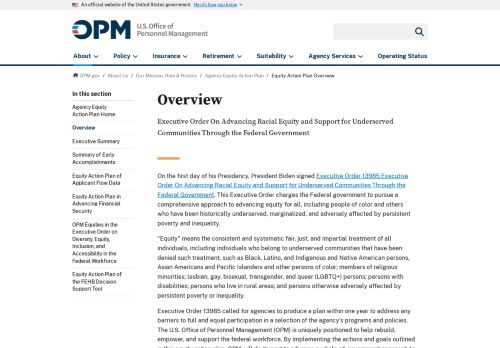 An official website of the United States government Here's how you know
OPM U.S. Office of
Personnel Management
About Policy Insurance Retirement Suitability Agency Services Operating Status
OPM.gov / About Us / Our Mission, Role & History / Agency Equity Action Plan / Equity Action Plan Overview
In this section
Agency Equity
Action Plan Home
Overview
Executive Summary
Summary of Early
Accomplishments
Equity Action Plan of
Applicant Flow Data
Equity Action Plan in
Advancing Financial
Security
OPM Equities in the
Executive Order on
Diversity, Equity,
Inclusion, and
Accessibility in the
Federal Workforce
Equity Action Plan of the
FEHB Decision
Support Tool
Overview
Executive Order On Advancing Racial Equity and Support for Underserved
Communities Through the Federal Government
On the first day of his Presidency, President Biden signed Executive Order 13985 Executive
Order On Advancing Racial Equity and Support for Underserved Communities Through the
Federal Government. This Executive Order charges the Federal government to pursue a
comprehensive approach to advancing equity for all, including people of color and others
who have been historically underserved, marginalized, and adversely affected by persistent
poverty and inequality.
"Equity" means the consistent and systematic fair, just, and impartial treatment of all
individuals, including individuals who belong to underserved communities that have been
denied such treatment, such as Black, Latino, and Indigenous and Native American persons,
Asian Americans and Pacific Islanders and other persons of color; members of religious
minorities; lesbian, gay, bisexual, transgender, and queer (LGBTQ+) persons; persons with
disabilities; persons who live in rural areas; and persons otherwise adversely affected by
persistent poverty or inequality.
Executive Order 13985 called for agencies to produce a plan within one year to address any
barriers to full and equal participation in a selection of the agency's programs and policies.
The U.S. Office of Personnel Management (OPM) is uniquely positioned to help rebuild,
empower, and support the federal workforce. By implementing the actions and goals outlined